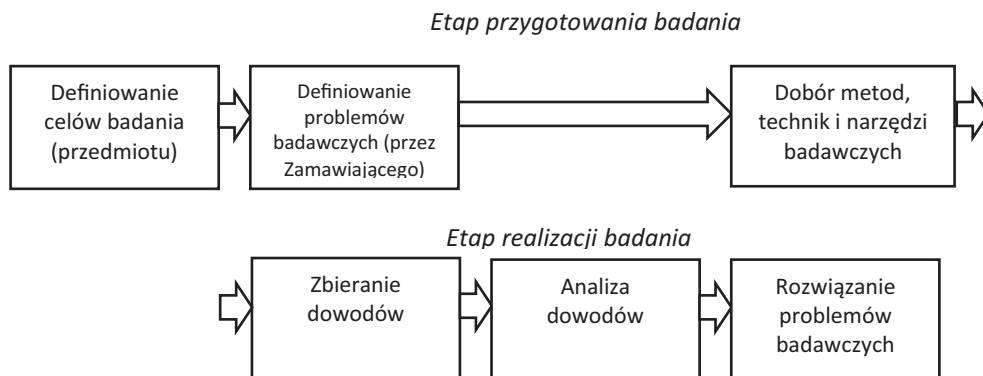 Etap przygotowania badania
Definiowanie
celów badania
(przedmiotu)
Definiowanie
problemów
badawczych (przez
Zamawiającego)
Dobór metod,
technik i narzędzi
badawczych
Etap realizacji badania
Zbieranie
dowodów
Analiza
dowodów
Rozwiązanie
problemów
badawczych